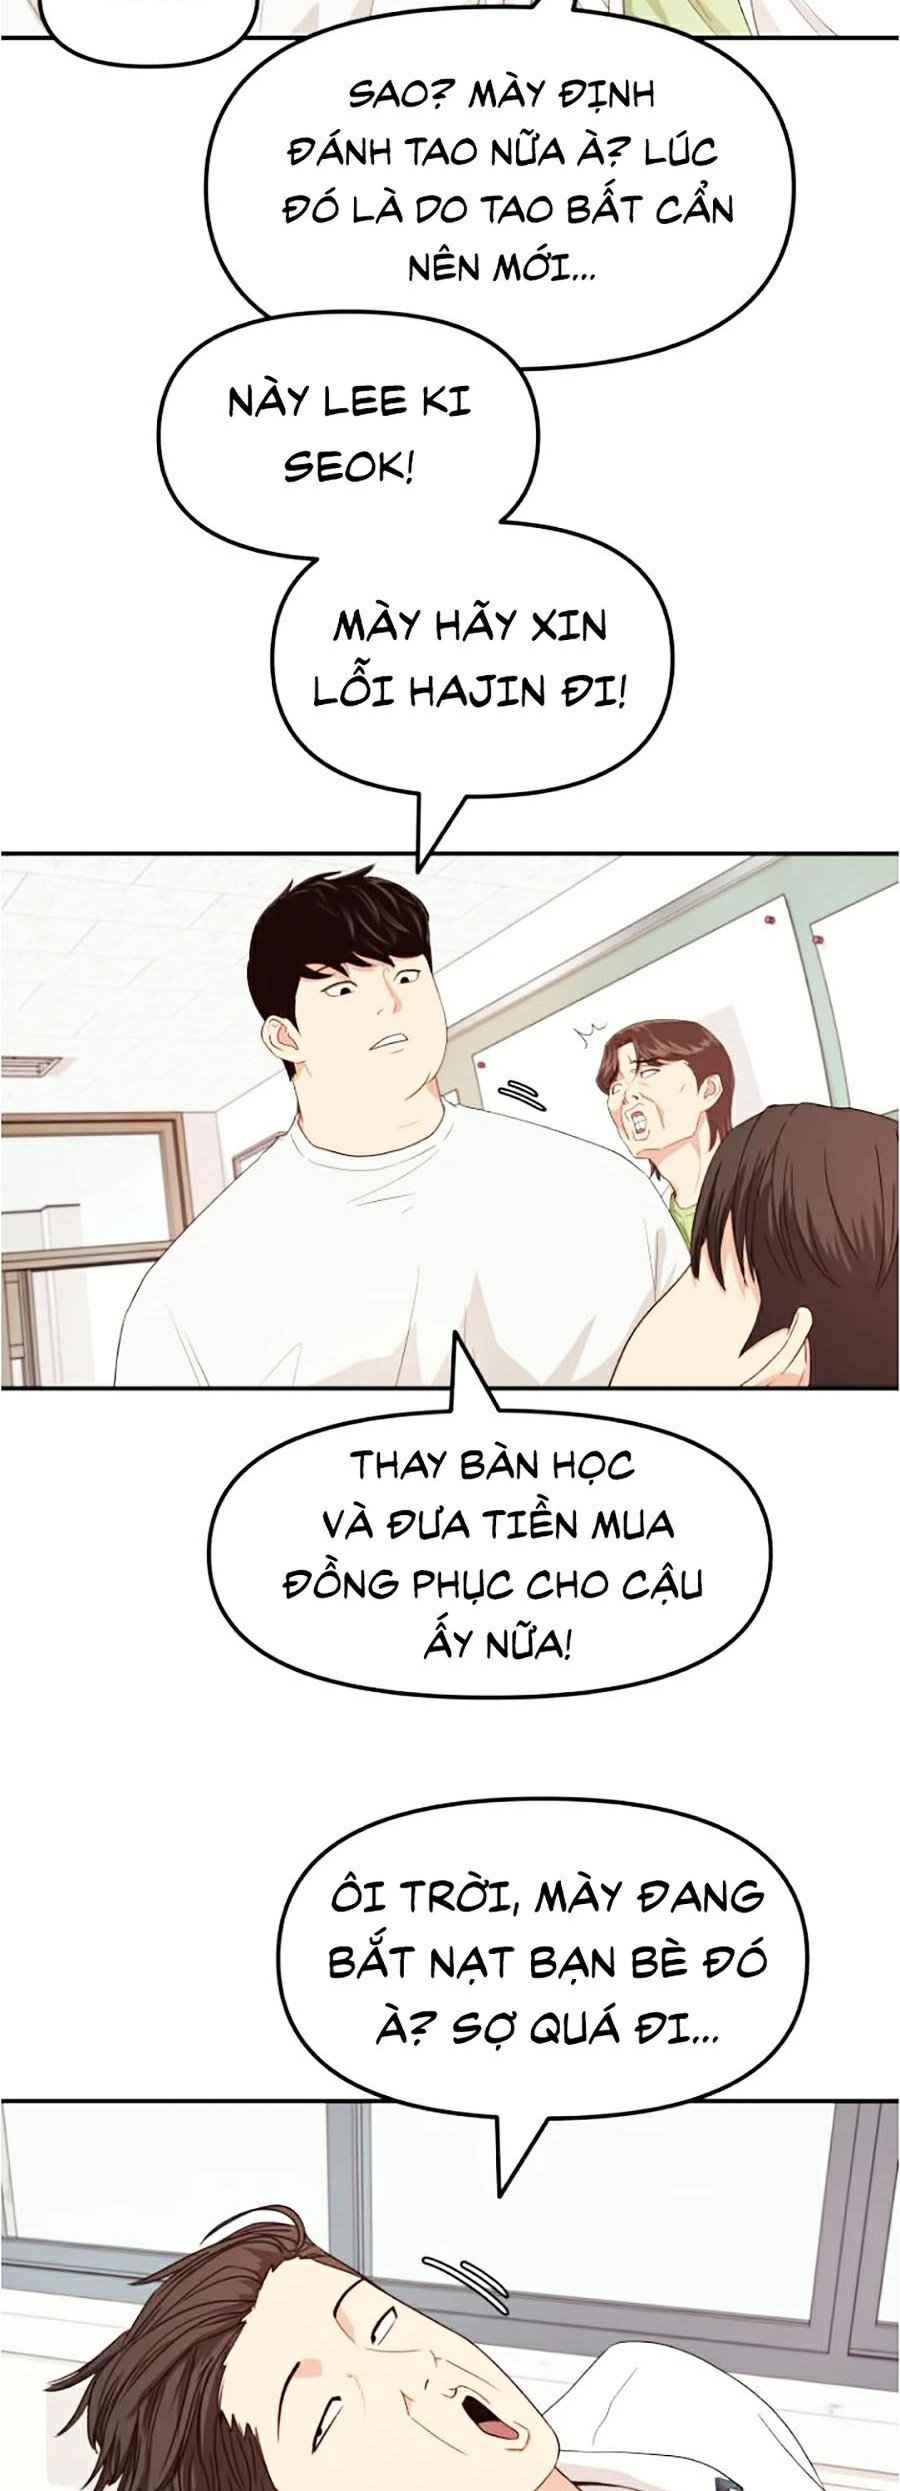 SAO? MÀY ĐỊNH
ĐÁNH TAO NỮA À? LÚC
ĐÓ LÀ DO TAO BẤT CẨN
NÊN MỚI...
NÀY LEE KI
SEOK!
MÀY HÃY XIN
LỖI HAJIN ĐI!
THAY BÀN HỌC
VÀ ĐƯA TIỀN MUA
ĐỒNG PHỤC CHO CẬU
ẤY NỮA!
ÔI TRỜI, MÀY ĐANG
BẮT NẠT BẠN BÈ ĐÓ
À? SỢ QUÁ ĐI...